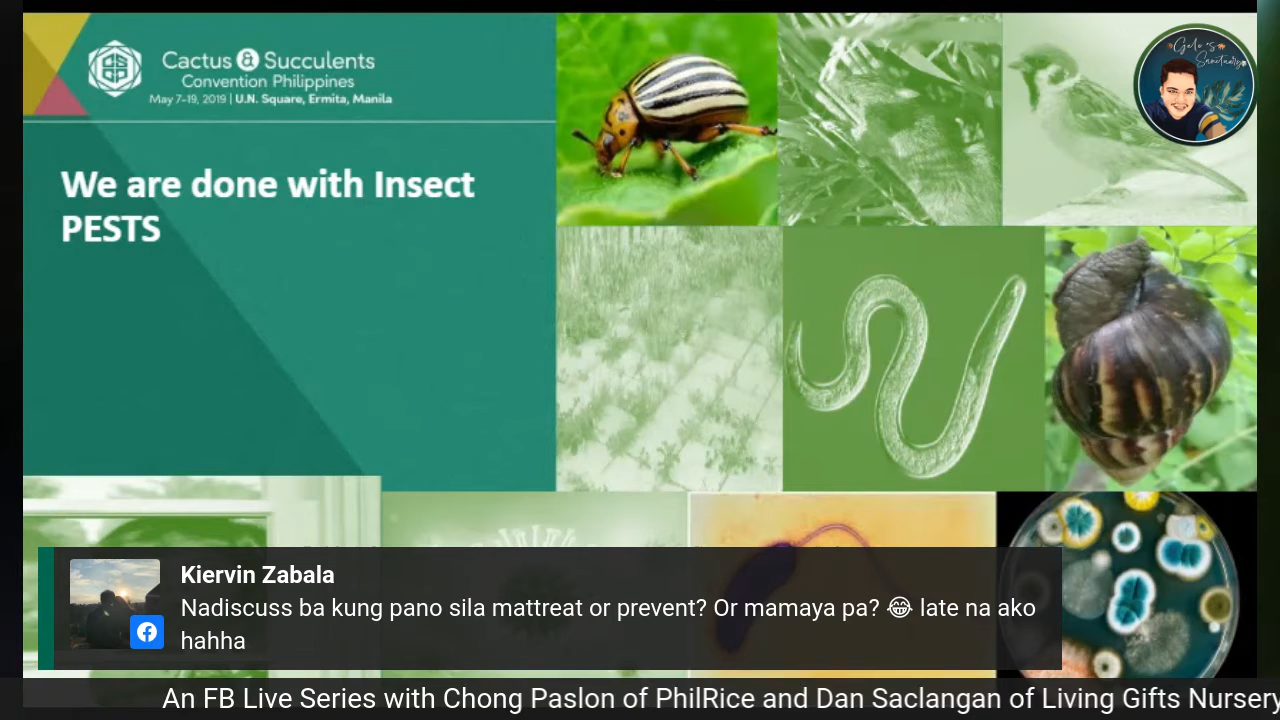 Cactus & Succulents
Convention Philippines
May 7-19, 2019 | U.N. Square, Ermita, Manila
Gelo's
Sanctuary
We are done with Insect
PESTS
Kiervin Zabala
Nadiscuss ba kung pano sila mattreat or prevent? Or mamaya pa? 😂 late na ako
hahha
An FB Live Series with Chong Paslon of PhilRice and Dan Saclangan of Living Gifts Nursery